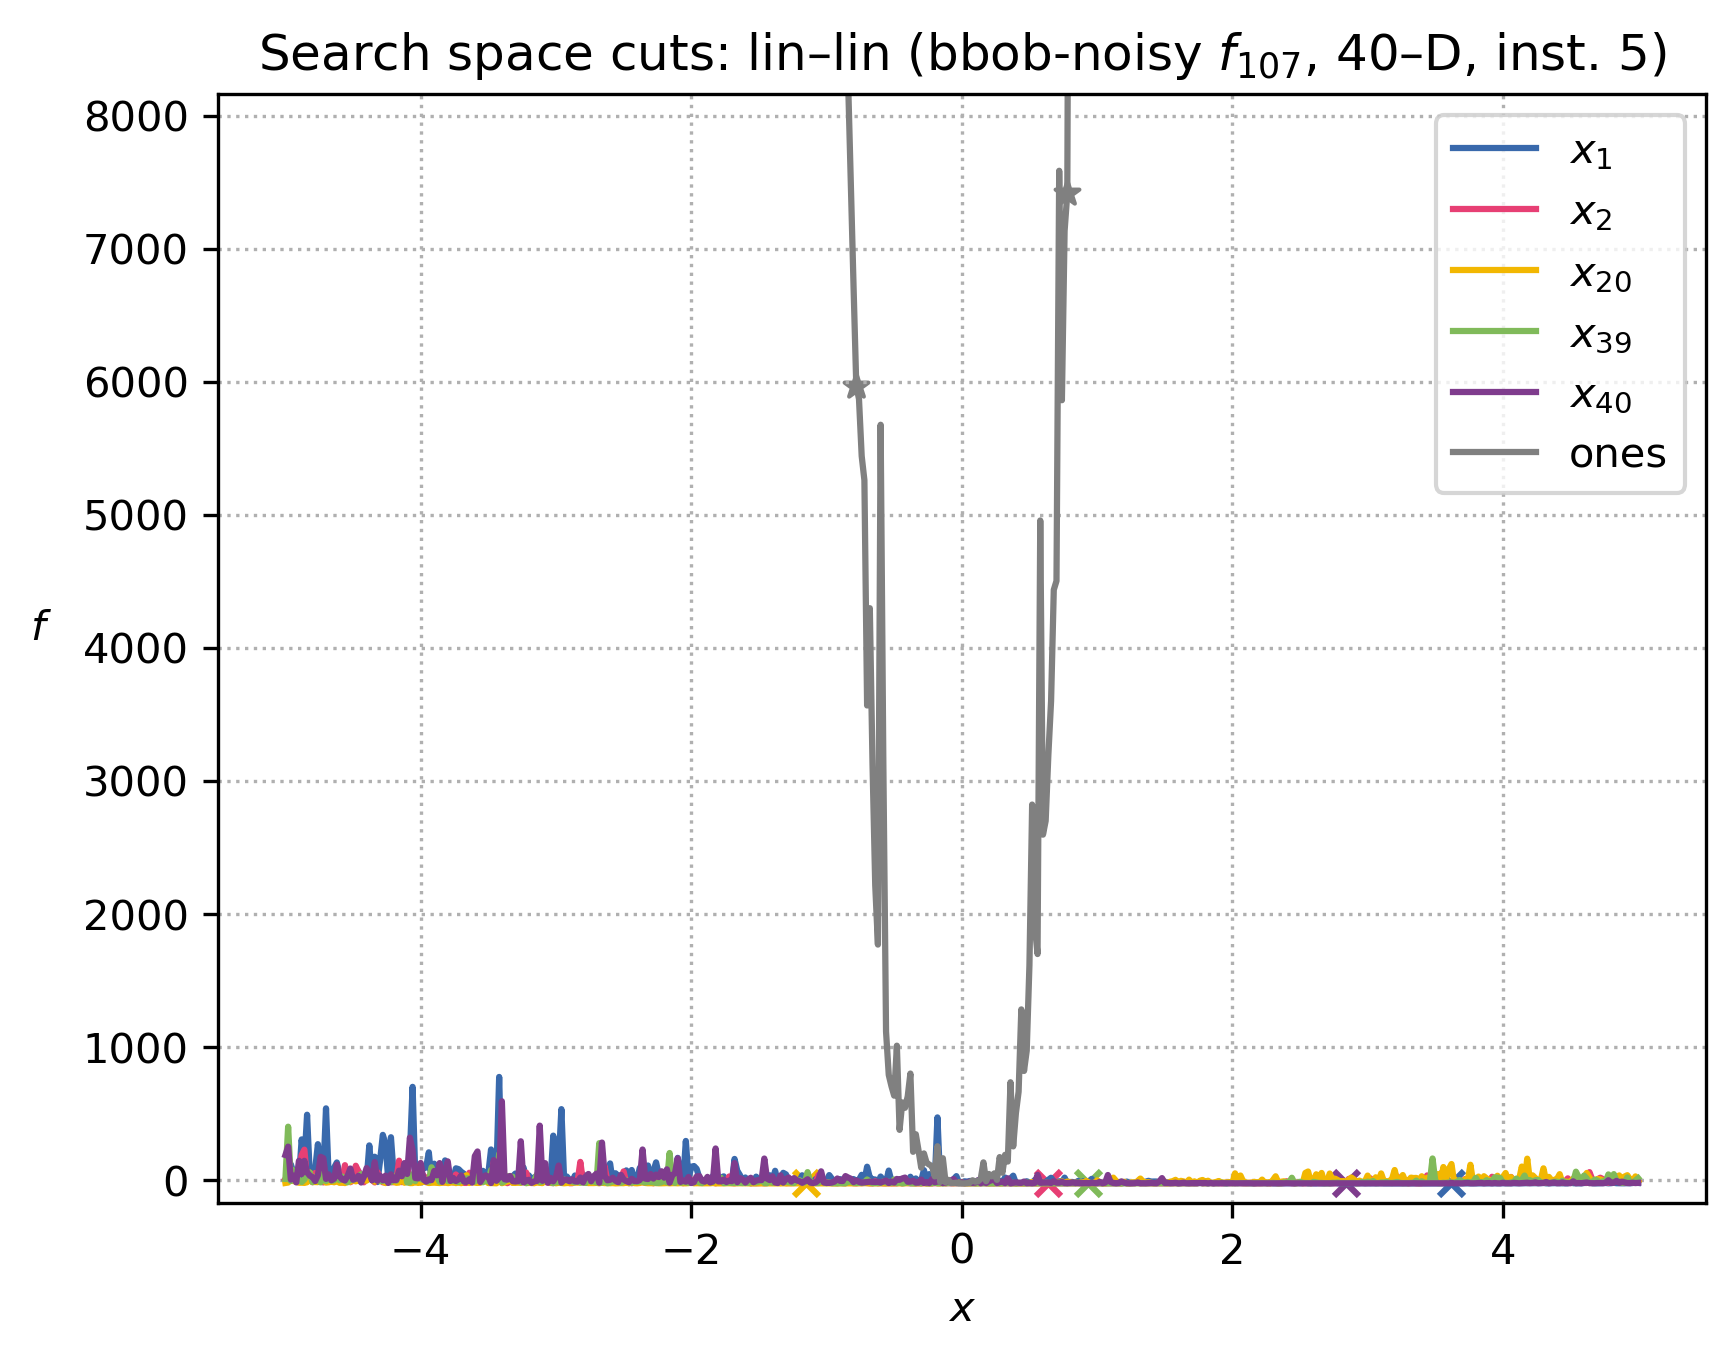 Search space cuts: lin–lin (bbob-noisy f107, 40–D, inst. 5)
8000
7000
6000
5000
4000
3000
2000
1000
0
f
−4
−2
0
2
4
x
x1
x2
x20
x39
x40
ones